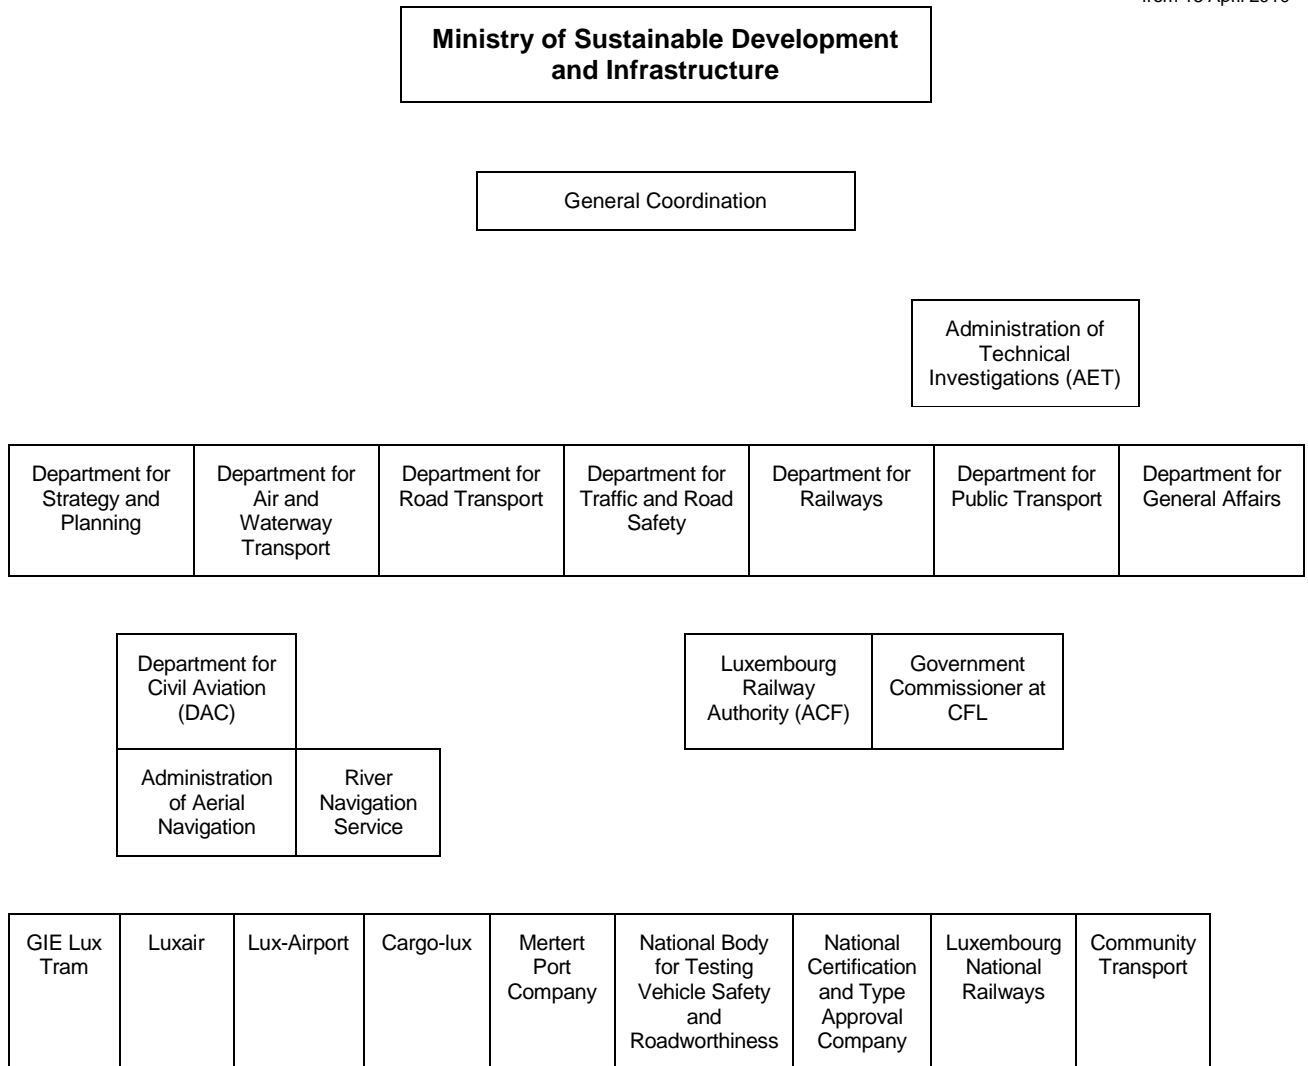 Ministry of Sustainable Development
and Infrastructure
General Coordination
Administration of
Technical
Investigations (AET)
Department for
Strategy and
Planning
Department for
Air and
Waterway
Transport
Department for
Road Transport
Department for
Traffic and Road
Safety
Department for
Railways
Department for
Public Transport
Department for
General Affairs
Department for
Civil Aviation
(DAC)
Luxembourg
Railway
Authority (ACF)
Government
Commissioner at
CFL
Administration
of Aerial
Navigation
River
Navigation
Service
GIE Lux
Tram
Luxair
Lux-Airport
Cargo-lux
Mertert
Port
Company
National Body
for Testing
Vehicle Safety
and
Roadworthiness
National
Certification
and Type
Approval
Company
Luxembourg
National
Railways
Community
Transport